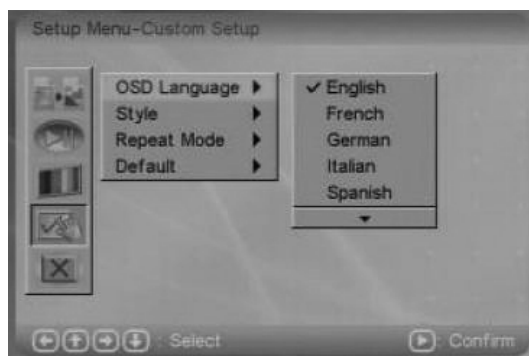 Setup Menu-Custom Setup
OSD Language
Style
Repeat Mode
Default
✓ English
French
German
Italian
Spanish
: Select
: Confirm